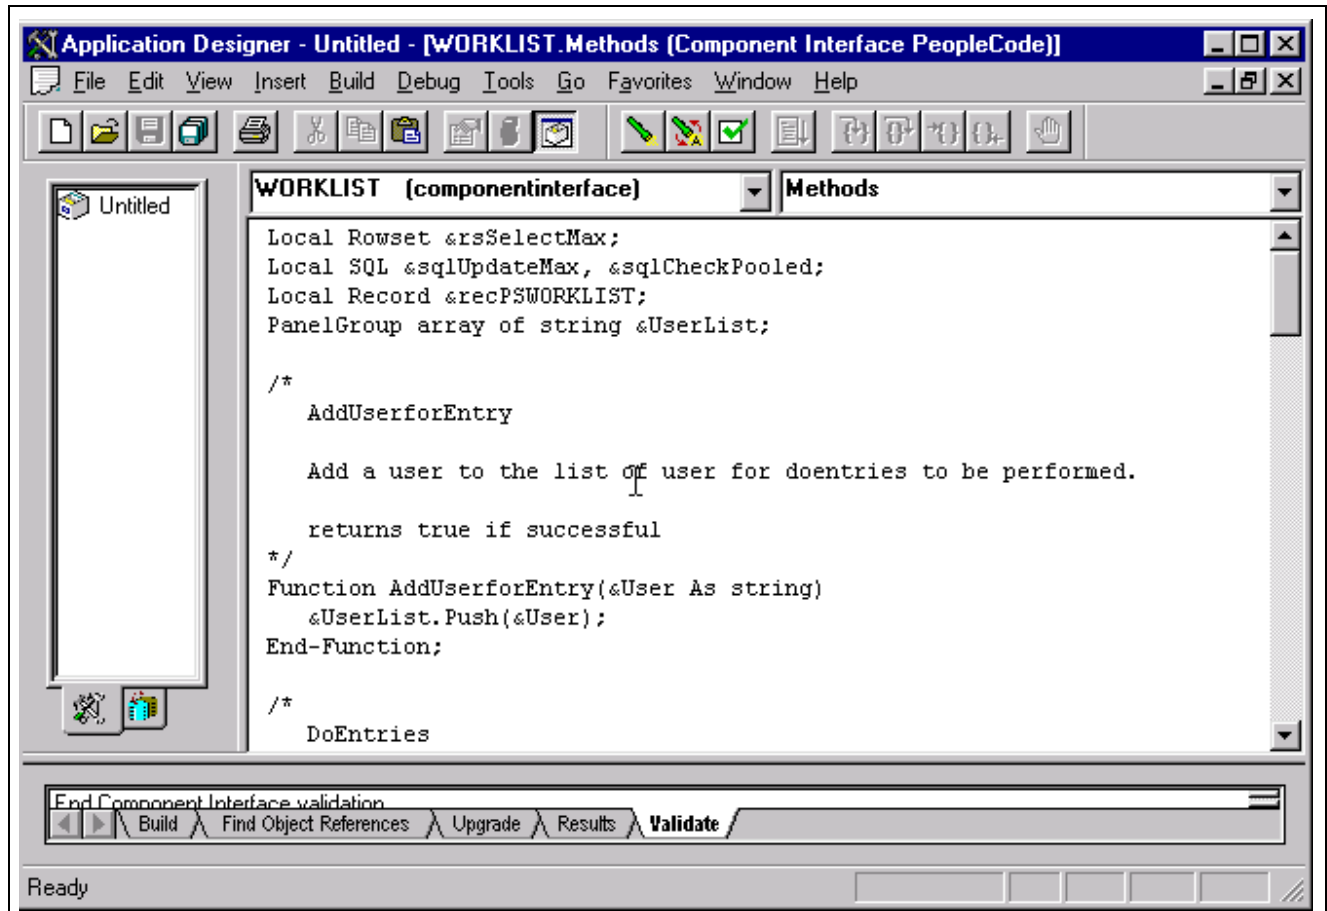 Application Designer - Untitled - [WORKLIST.Methods (Component Interface PeopleCode)]
File Edit View Insert Build Debug Tools Go Favorites Window Help
Untitled
WORKLIST (componentinterface) Methods
Local Rowset &rsSelectMax;
Local SQL &sqlUpdateMax, &sqlCheckPooled;
Local Record &recPSWORKLIST;
PanelGroup array of string &UserList;
/*
AddUserforEntry
Add a user to the list of user for doentries to be performed.
returns true if successful
*/
Function AddUserforEntry(&User As string)
&UserList.Push(&User);
End-Function;
/*
DoEntries
End Component Interface validation
Build Find Object References Upgrade Results Validate
Ready